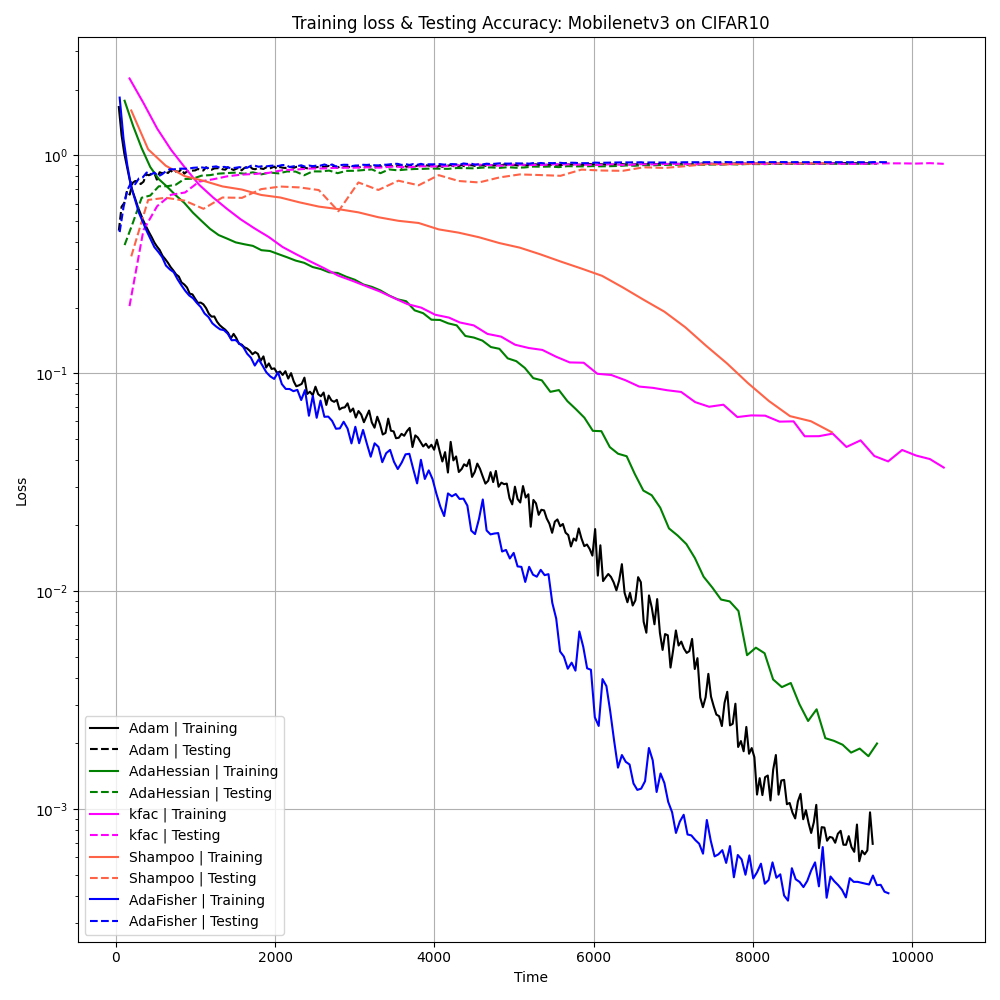 Training loss & Testing Accuracy: Mobilenetv3 on CIFAR10
Loss
10^0
10^-1
10^-2
10^-3
Adam | Training
Adam | Testing
AdaHessian | Training
AdaHessian | Testing
kfac | Training
kfac | Testing
Shampoo | Training
Shampoo | Testing
AdaFisher | Training
AdaFisher | Testing
0 2000 4000 6000 8000 10000
Time